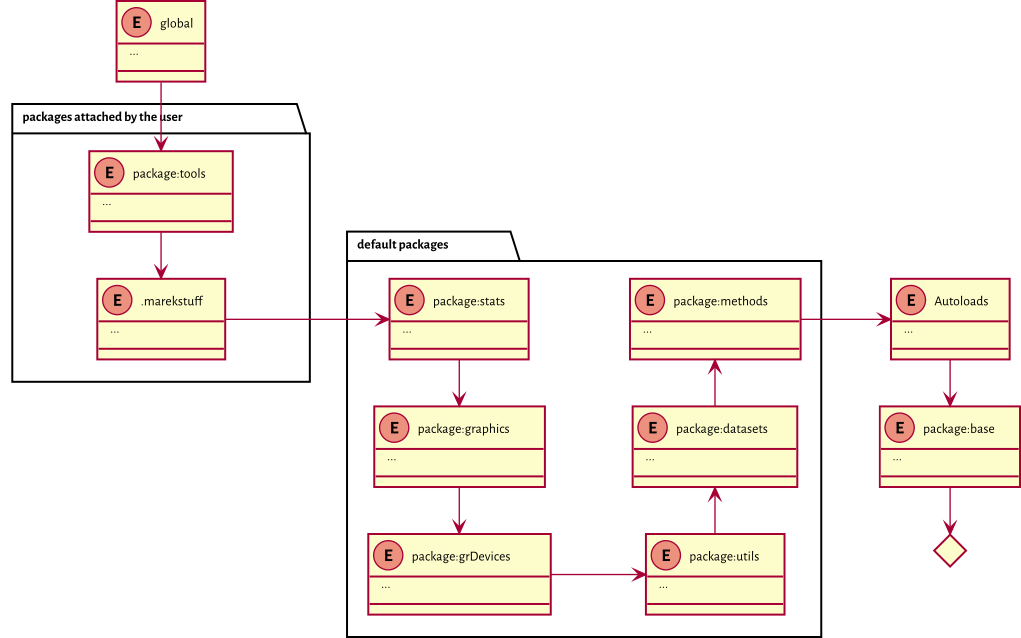 E global
...
packages attached by the user
E package:tools
...
E .marekstuff
...
default packages
E package:stats
...
E package:graphics
...
E package:grDevices
...
E package:utils
...
E package:datasets
...
E package:methods
...
E Autoloads
...
E package:base
...